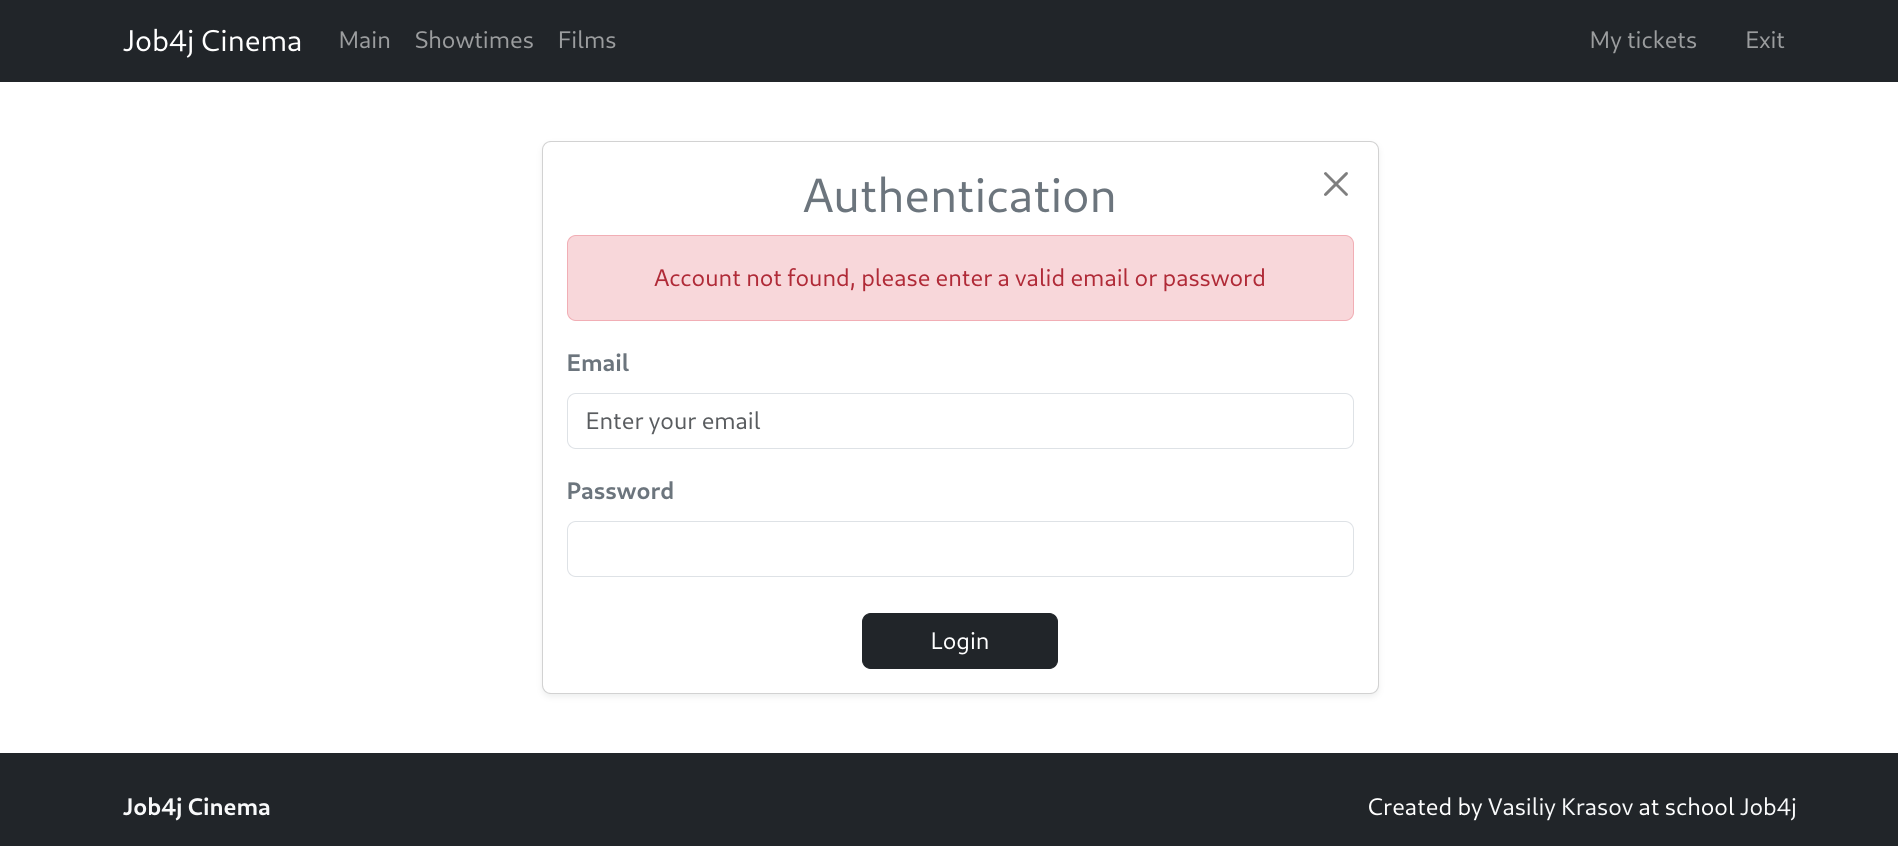 Job4j Cinema Main Showtimes Films My tickets Exit
Authentication
Account not found, please enter a valid email or password
Email
Enter your email
Password
Login
Job4j Cinema Created by Vasiliy Krasov at school Job4j